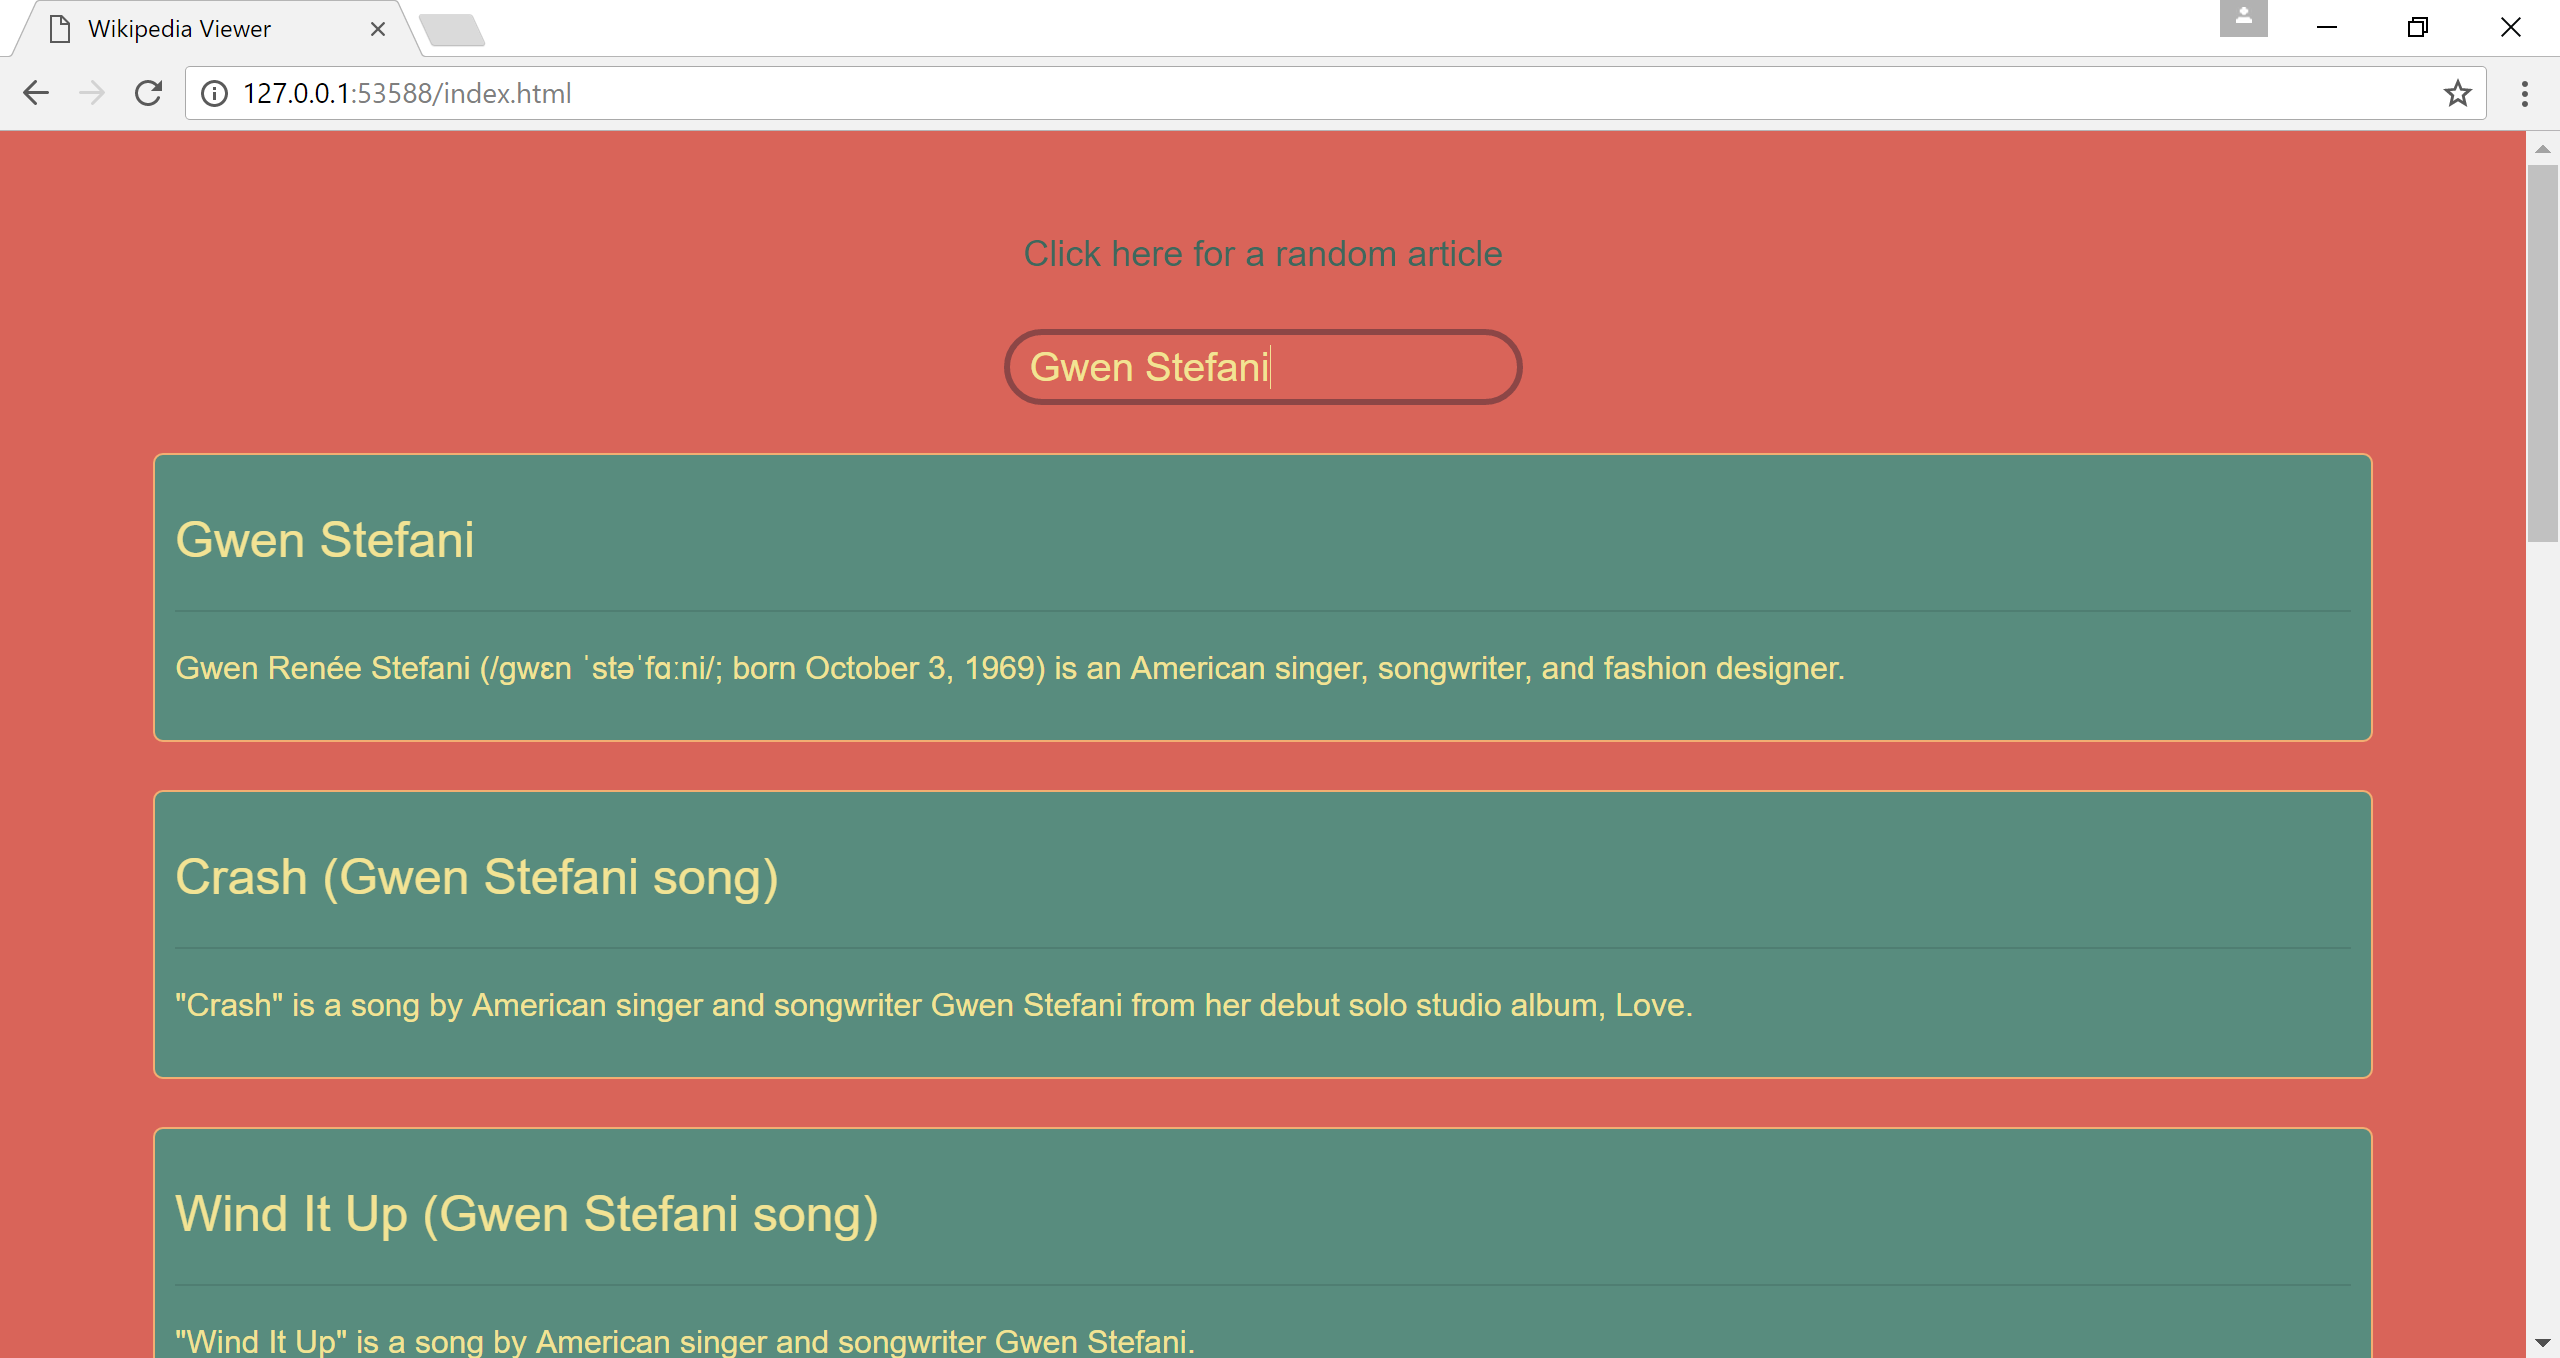 Wikipedia Viewer
127.0.0.1:53588/index.html
Click here for a random article
Gwen Stefani
Gwen Stefani
Gwen Renée Stefani (/ɡwɛn ˈstəˈfɑːni/; born October 3, 1969) is an American singer, songwriter, and fashion designer.
Crash (Gwen Stefani song)
"Crash" is a song by American singer and songwriter Gwen Stefani from her debut solo studio album, Love.
Wind It Up (Gwen Stefani song)
"Wind It Up" is a song by American singer and songwriter Gwen Stefani.